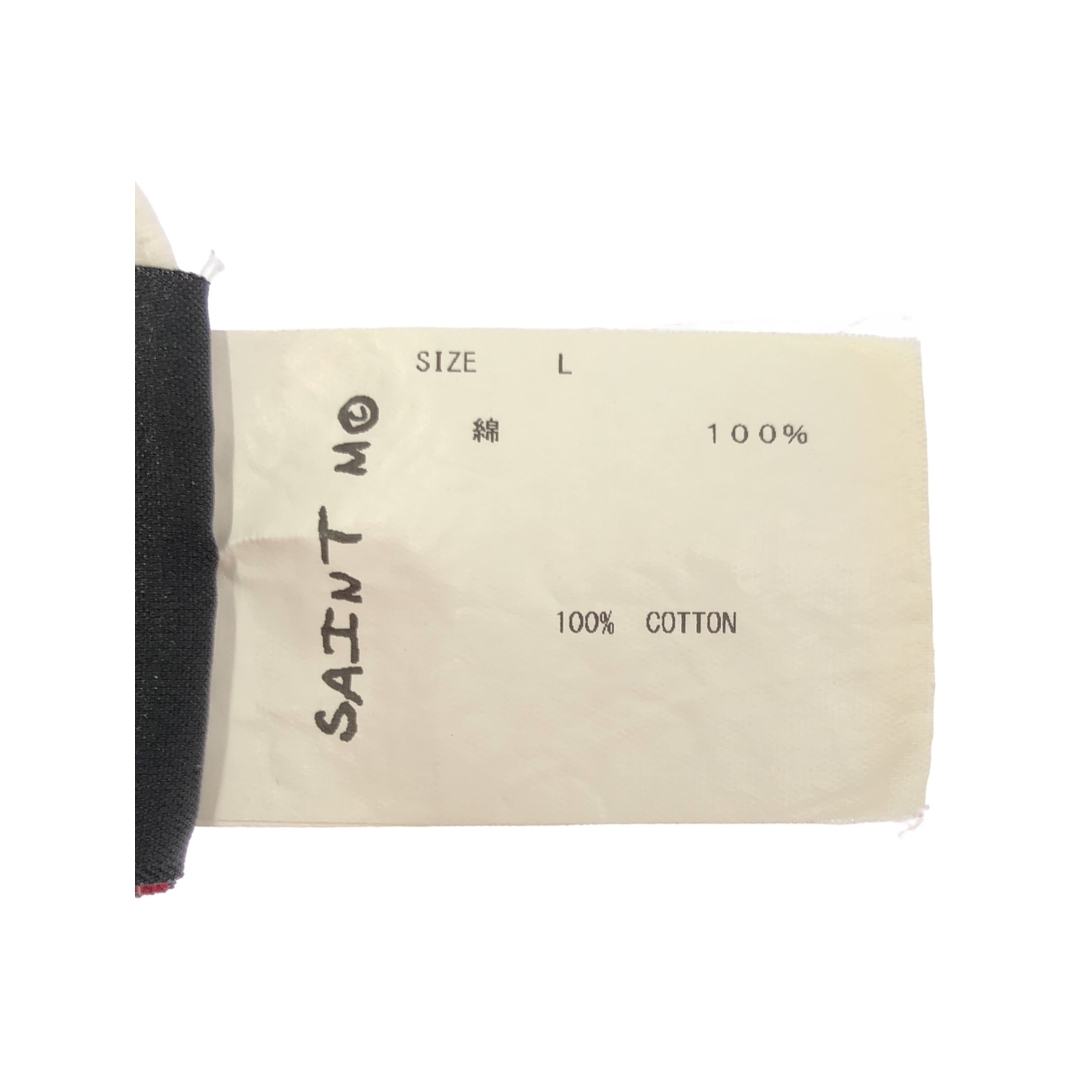 SAINT M
SIZE L
綿 100%
100% COTTON